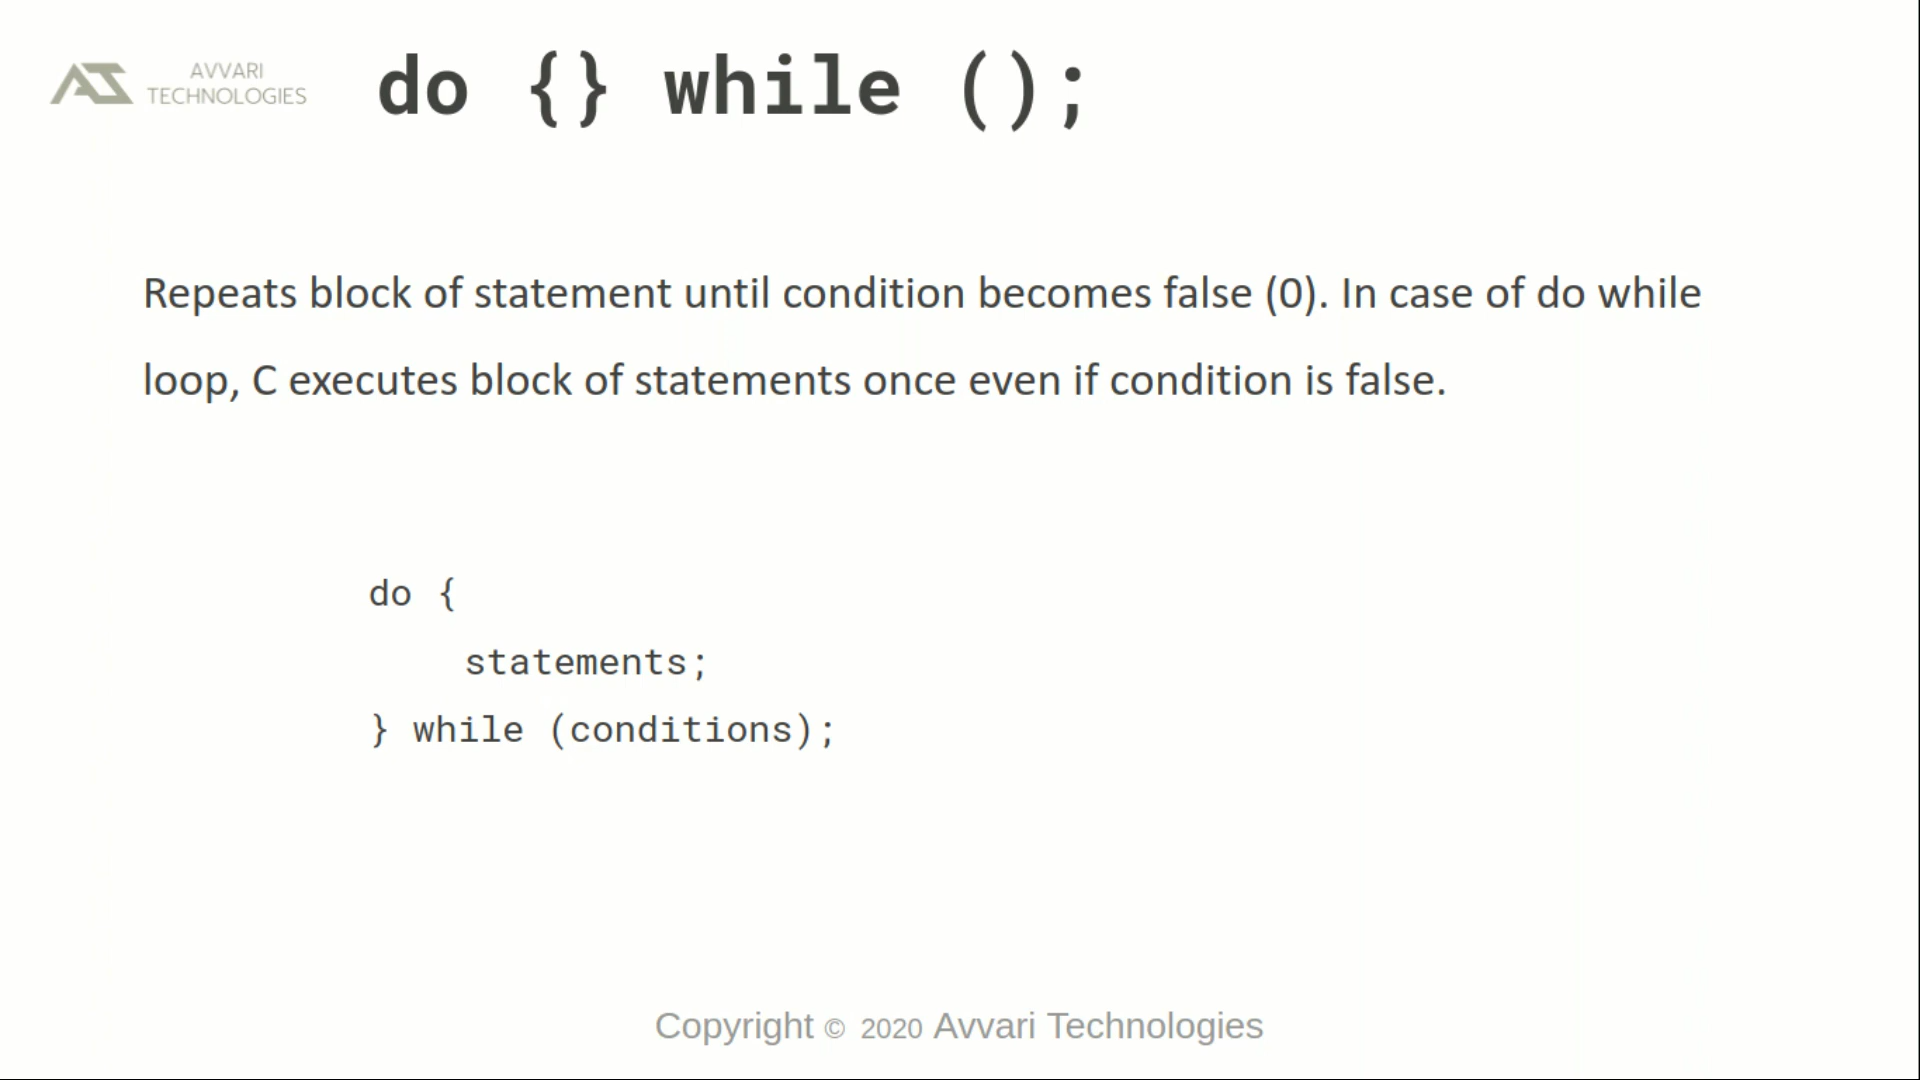 AVVARI
TECHNOLOGIES
do {} while ();
Repeats block of statement until condition becomes false (0). In case of do while
loop, C executes block of statements once even if condition is false.
do {
statements;
} while (conditions);
Copyright © 2020 Avvari Technologies